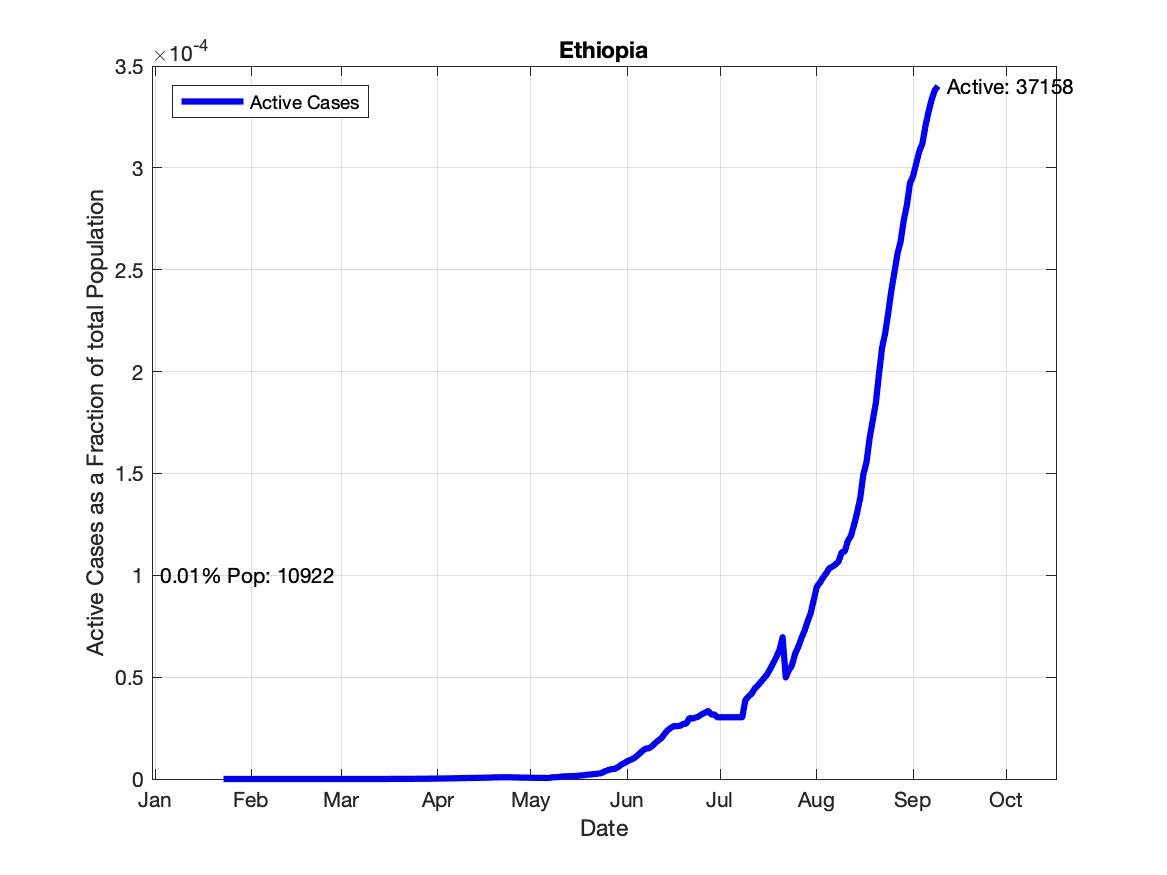 Ethiopia
×10-4
3.5
3
2.5
2
1.5
1
0.5
0
Active Cases as a Fraction of total Population
Active Cases
Active: 37158
0.01% Pop: 10922
Jan Feb Mar Apr May Jun Jul Aug Sep Oct
Date